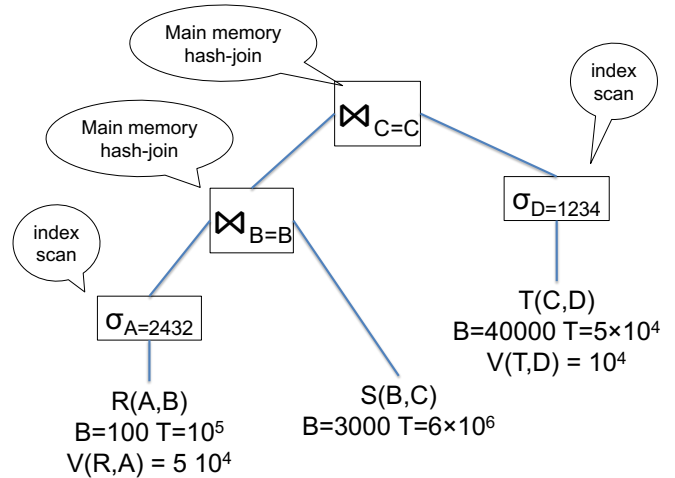 Main memory
hash-join
index
scan
⋈ C=C
Main memory
hash-join
σD=1234
⋈ B=B
index
scan
T(C,D)
B=40000 T=5×10⁴
V(T,D) = 10⁴
σA=2432
R(A,B)
B=100 T=10⁵
V(R,A) = 5 10⁴
S(B,C)
B=3000 T=6×10⁶